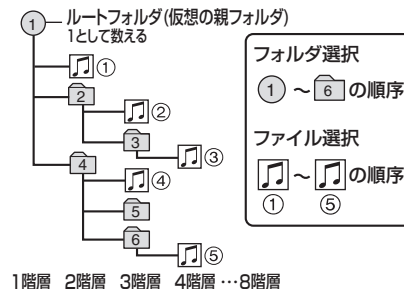 1 ルートフォルダ(仮想の親フォルダ)
1として数える
①
2
②
3
③
4
④
5
6
⑤
1階層 2階層 3階層 4階層 …8階層
フォルダ選択
1 ~ 6 の順序
ファイル選択
~ の順序
① ⑤